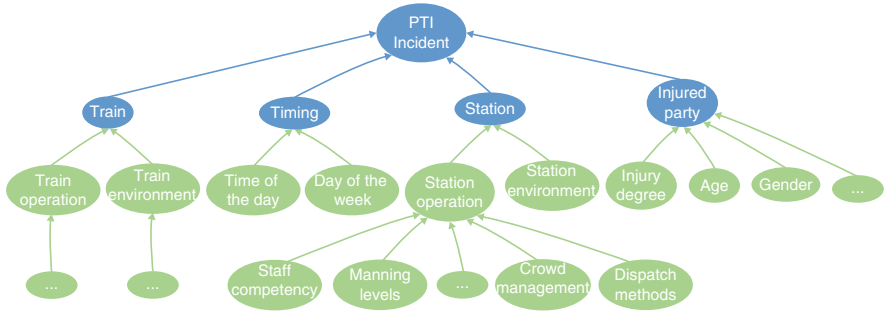 PTI
Incident
Train
Timing
Station
Injured
party
Train
operation
Train
environment
Time of
the day
Day of the
week
Station
operation
Station
environment
Injury
degree
Age
Gender
...
...
...
Staff
competency
Manning
levels
...
Crowd
management
Dispatch
methods